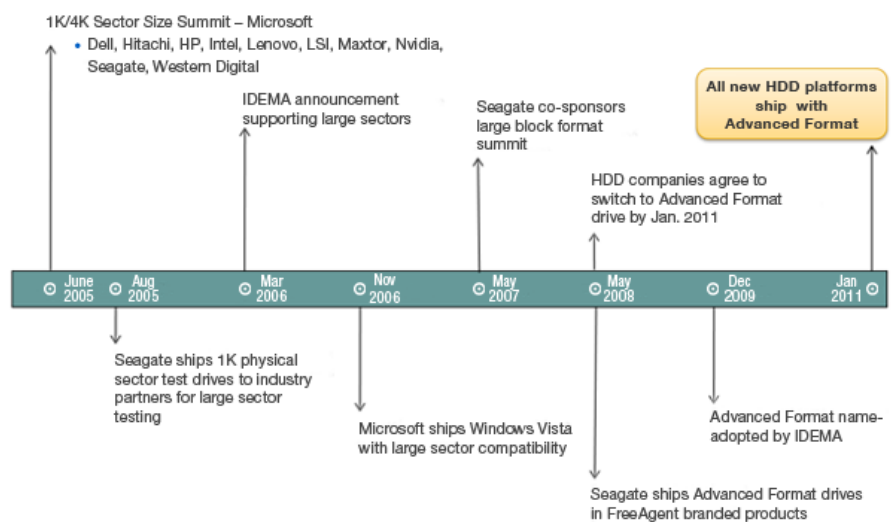 1K/4K Sector Size Summit – Microsoft
• Dell, Hitachi, HP, Intel, Lenovo, LSI, Maxtor, Nvidia,
Seagate, Western Digital
IDEMA announcement
supporting large sectors
Seagate co-sponsors
large block format
summit
HDD companies agree to
switch to Advanced Format
drive by Jan. 2011
All new HDD platforms
ship with
Advanced Format
June
2005
Aug
2005
Mar
2006
Nov
2006
May
2007
May
2008
Dec
2009
Jan
2011
Seagate ships 1K physical
sector test drives to industry
partners for large sector
testing
Microsoft ships Windows Vista
with large sector compatibility
Seagate ships Advanced Format drives
in FreeAgent branded products
Advanced Format name-
adopted by IDEMA